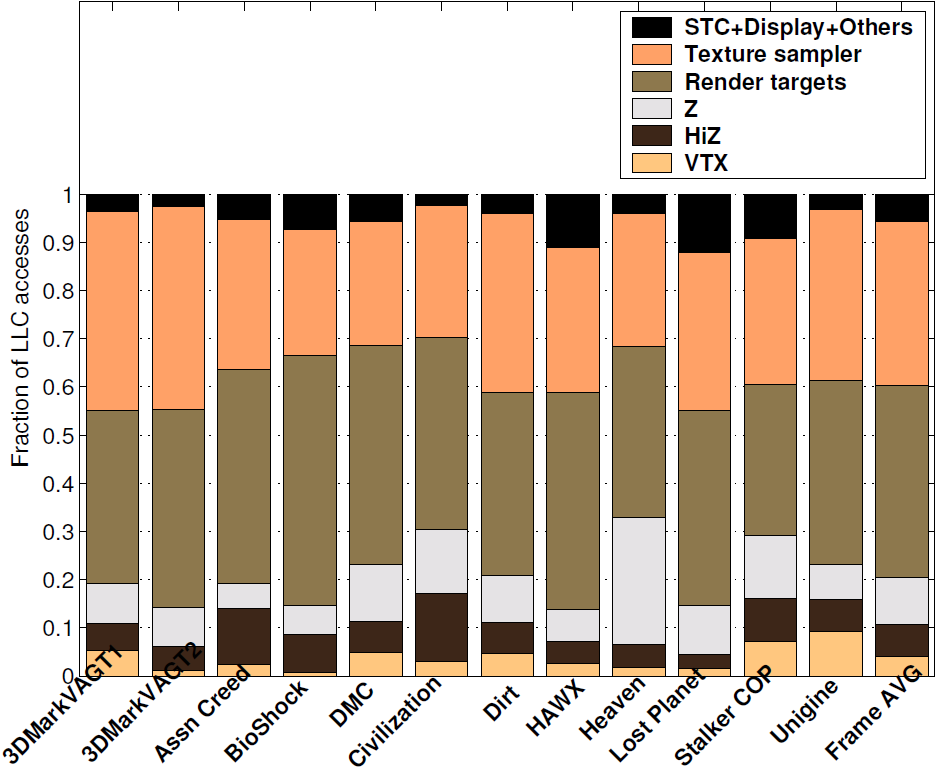 STC+Display+Others
Texture sampler
Render targets
Z
HiZ
VTX
Fraction of LLC accesses
1
0.9
0.8
0.7
0.6
0.5
0.4
0.3
0.2
0.1
0
3DMarkVAGT1
3DMarkVAGT2
Assn Creed
BioShock
DMC
Civilization
Dirt
HAWX
Heaven
Lost Planet
Stalker COP
Unigine
Frame AVG